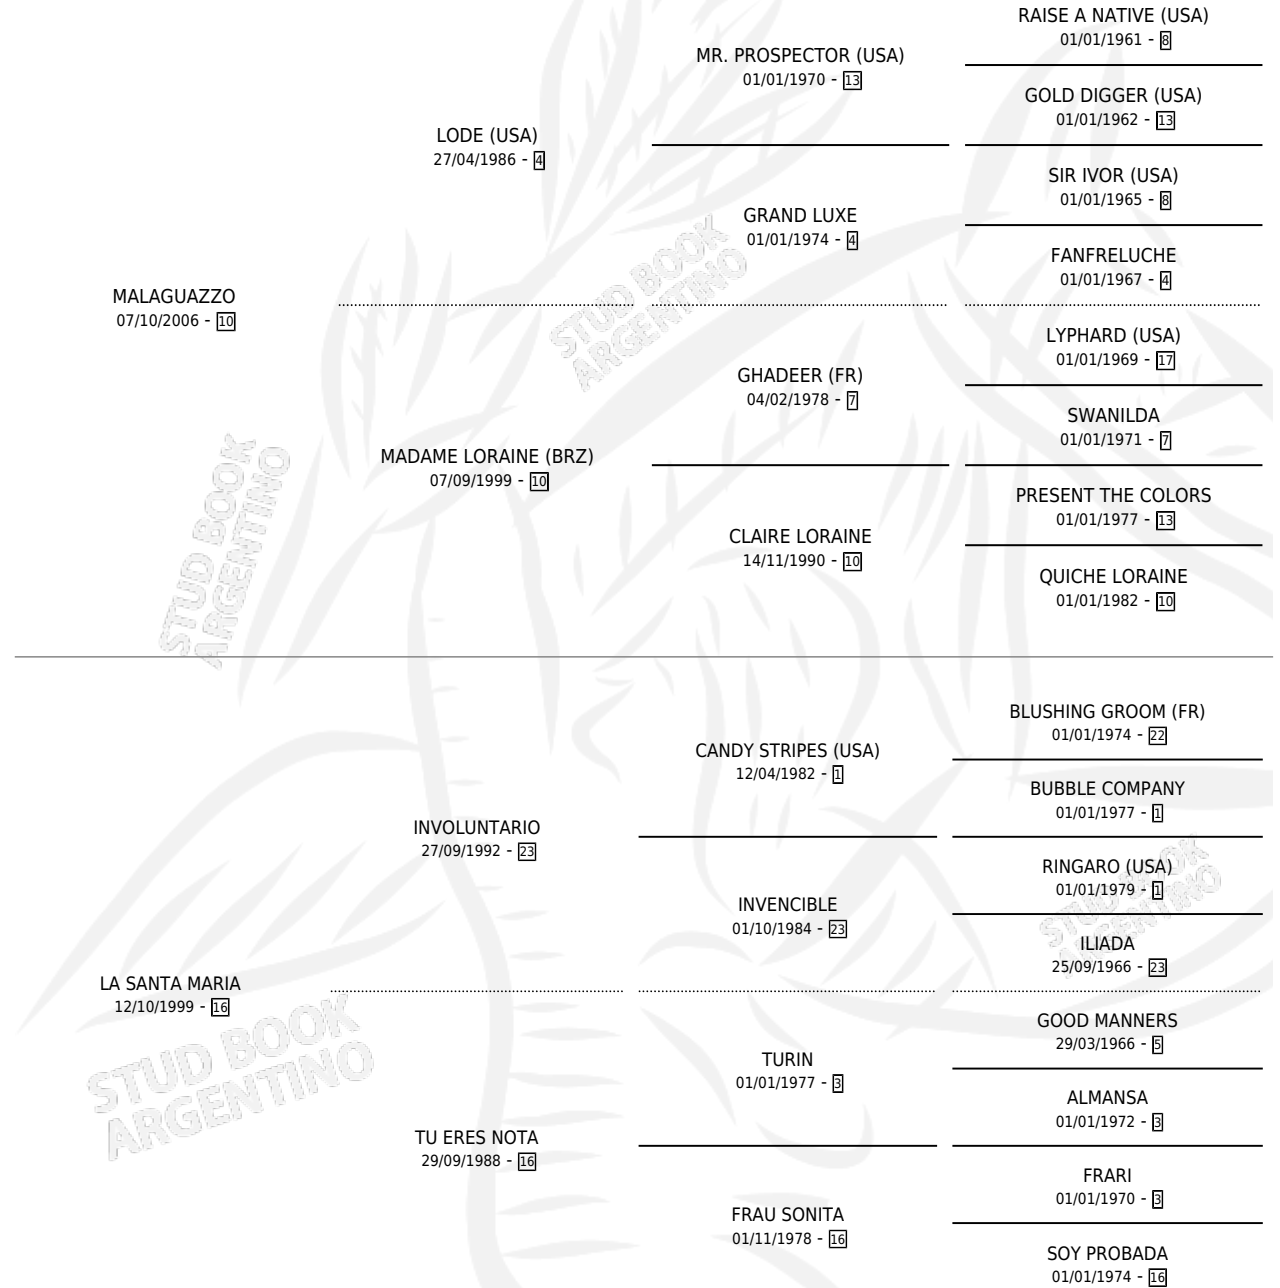 RAISE A NATIVE (USA)
01/01/1961 - 8
MR. PROSPECTOR (USA)
01/01/1970 - 13
GOLD DIGGER (USA)
01/01/1962 - 13
LODE (USA)
27/04/1986 - 4
SIR IVOR (USA)
01/01/1965 - 8
GRAND LUXE
01/01/1974 - 4
FANFRELUCHE
01/01/1967 - 4
MALAGUAZZO
07/10/2006 - 10
STUD BOOK
ARGENTINO
LYPHARD (USA)
01/01/1969 - 17
GHADEER (FR)
04/02/1978 - 7
SWANILDA
01/01/1971 - 7
MADAME LORAINE (BRZ)
07/09/1999 - 10
PRESENT THE COLORS
01/01/1977 - 13
CLAIRE LORAINE
14/11/1990 - 10
QUICHE LORAINE
01/01/1982 - 10
STUD BOOK
ARGENTINO
BLUSHING GROOM (FR)
01/01/1974 - 22
CANDY STRIPES (USA)
12/04/1982 - 1
BUBBLE COMPANY
01/01/1977 - 1
INVOLUNTARIO
27/09/1992 - 23
RINGARO (USA)
01/01/1979 - 1
INVENCIBLE
01/10/1984 - 23
ILIADA
25/09/1966 - 23
STUD BOOK
ARGENTINO
LA SANTA MARIA
12/10/1999 - 16
GOOD MANNERS
29/03/1966 - 5
TURIN
01/01/1977 - 3
ALMANSA
01/01/1972 - 3
STUD BOOK
ARGENTINO
TU ERES NOTA
29/09/1988 - 16
FRARI
01/01/1970 - 3
FRAU SONITA
01/11/1978 - 16
SOY PROBADA
01/01/1974 - 16